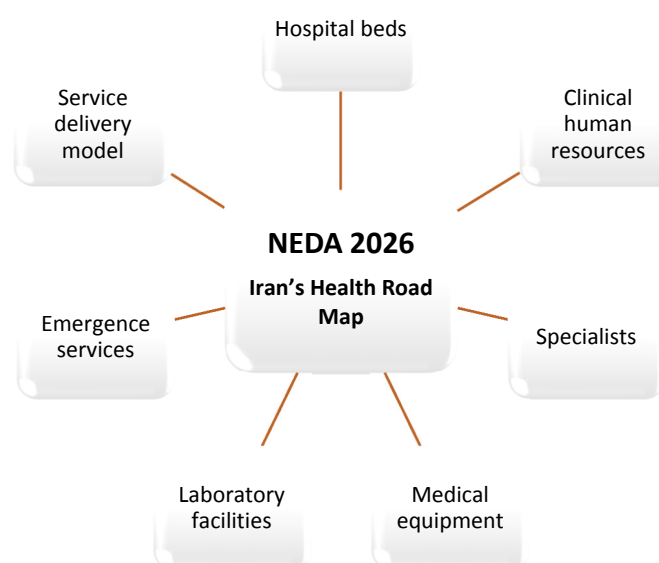 Hospital beds
Service
delivery
model
Clinical
human
resources
NEDA 2026
Iran's Health Road
Map
Emergence
services
Specialists
Laboratory
facilities
Medical
equipment